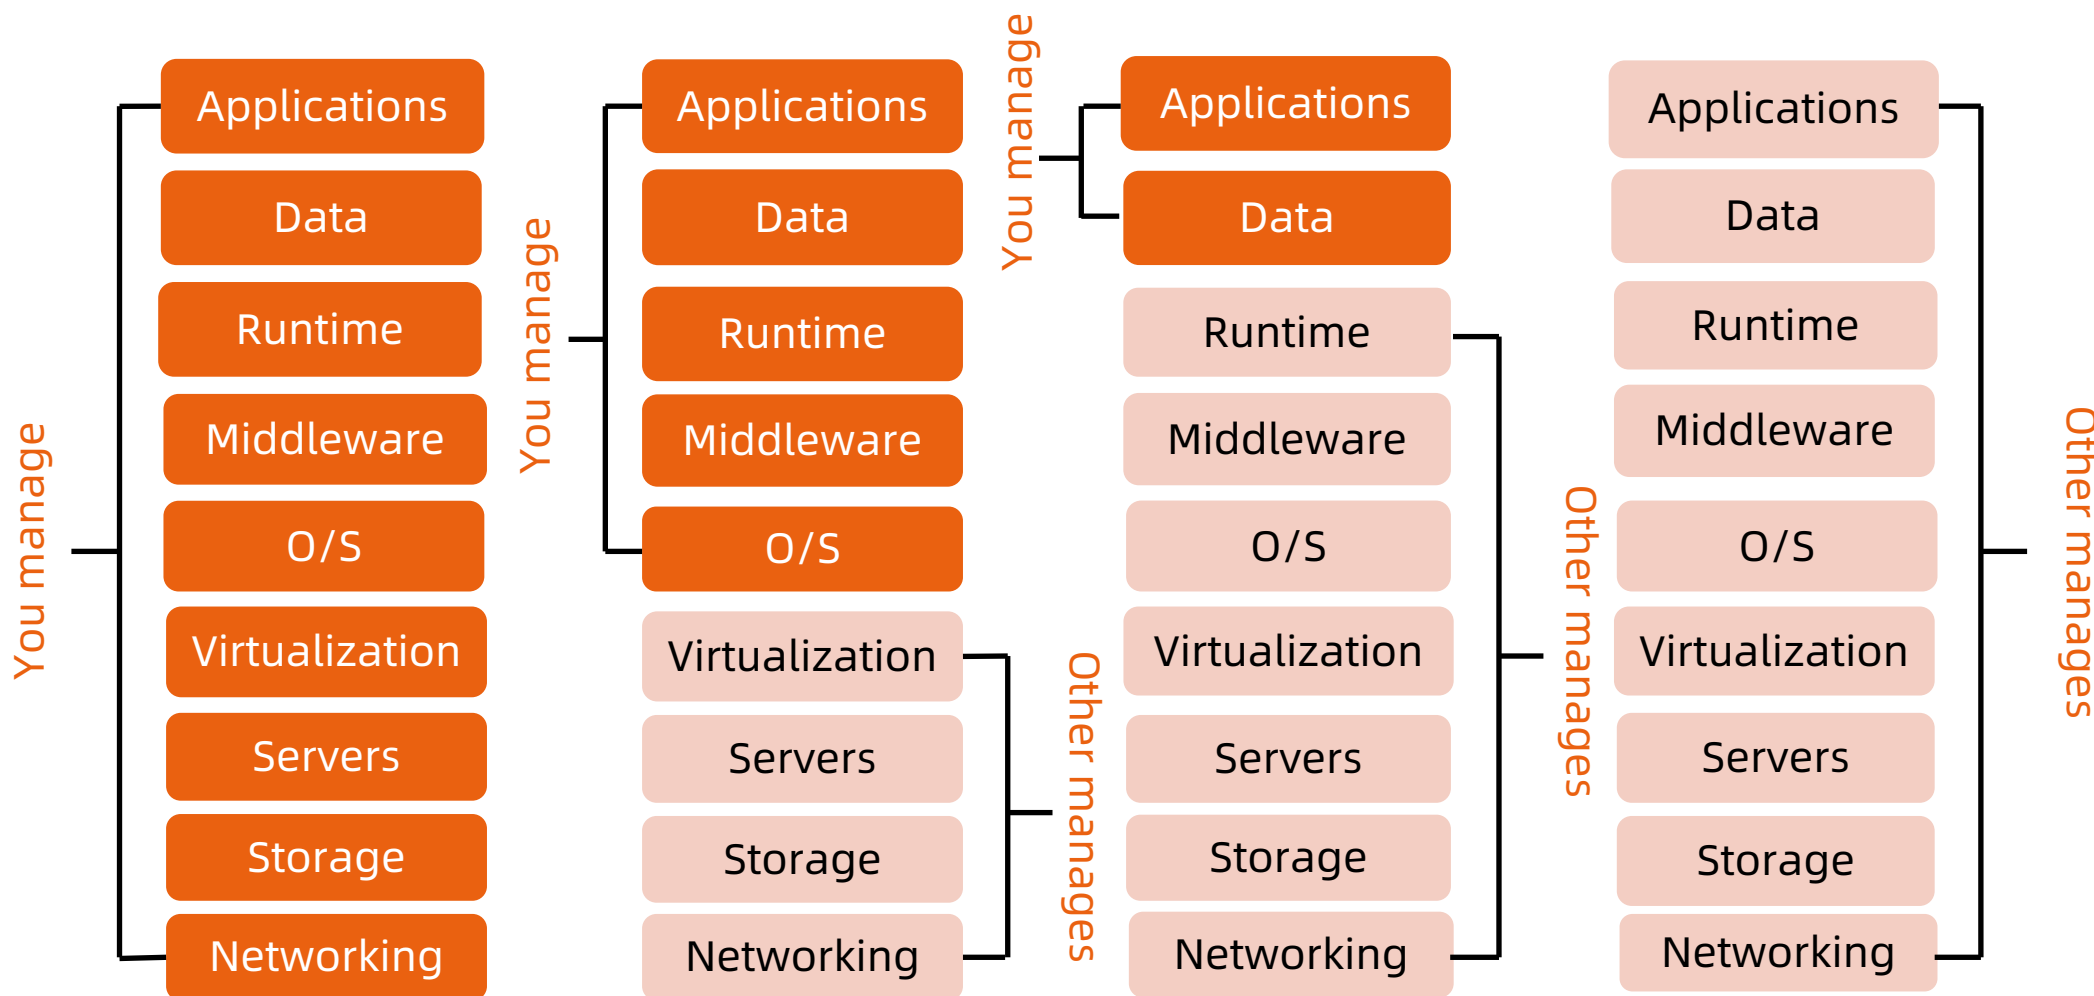 You manage
Applications
Data
Runtime
Middleware
O/S
Virtualization
Servers
Storage
Networking
You manage
Applications
Data
Runtime
Middleware
O/S
Virtualization
Servers
Storage
Networking
Other manages
You manage
Applications
Data
Runtime
Middleware
O/S
Virtualization
Servers
Storage
Networking
Other manages
Applications
Data
Runtime
Middleware
O/S
Virtualization
Servers
Storage
Networking
Other manages